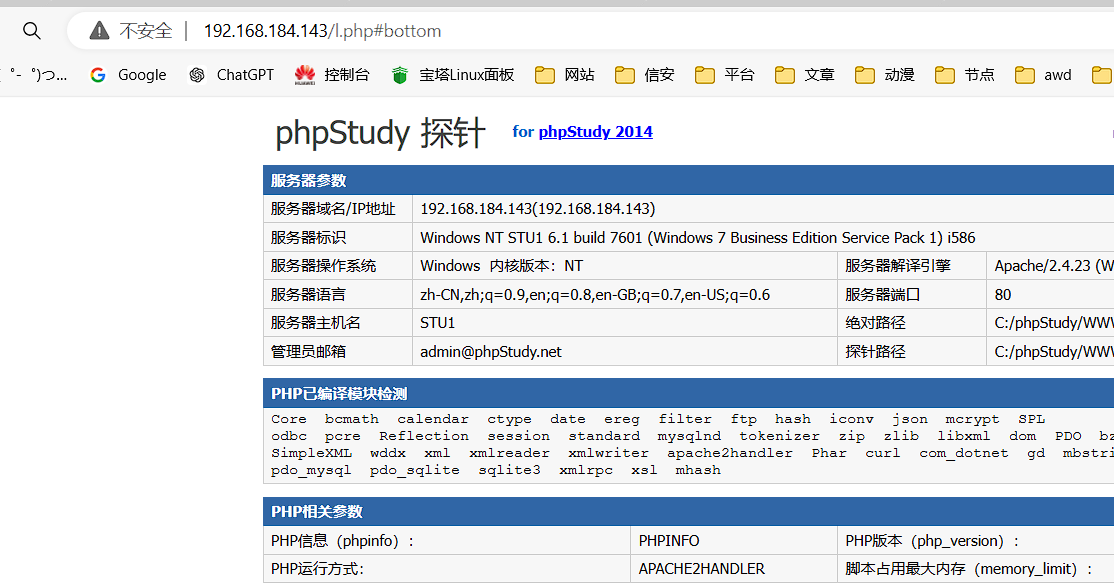 不安全 | 192.168.184.143/l.php#bottom
゜-゜)つ... Google ChatGPT 控制台 宝塔Linux面板 网站 信安 平台 文章 动漫 节点 awd
HUAWEI
phpStudy 探针 for phpStudy 2014
服务器参数
服务器域名/IP地址 192.168.184.143(192.168.184.143)
服务器标识 Windows NT STU1 6.1 build 7601 (Windows 7 Business Edition Service Pack 1) i586
服务器操作系统 Windows 内核版本：NT 服务器解译引擎 Apache/2.4.23 (W
服务器语言 zh-CN,zh;q=0.9,en;q=0.8,en-GB;q=0.7,en-US;q=0.6 服务器端口 80
服务器主机名 STU1 绝对路径 C:/phpStudy/WWW
管理员邮箱 admin@phpStudy.net 探针路径 C:/phpStudy/WWW
PHP已编译模块检测
Core bcmath calendar ctype date ereg filter ftp hash iconv json mcrypt SPL
odbc pcre Reflection session standard mysqlnd tokenizer zip zlib libxml dom PDO bz
SimpleXML wddx xml xmlreader xmlwriter apache2handler Phar curl com_dotnet gd mbstri
pdo_mysql pdo_sqlite sqlite3 xmlrpc xsl mhash
PHP相关参数
PHP信息（phpinfo）： PHPINFO PHP版本（php_version）：
PHP运行方式： APACHE2HANDLER 脚本占用最大内存（memory_limit）：